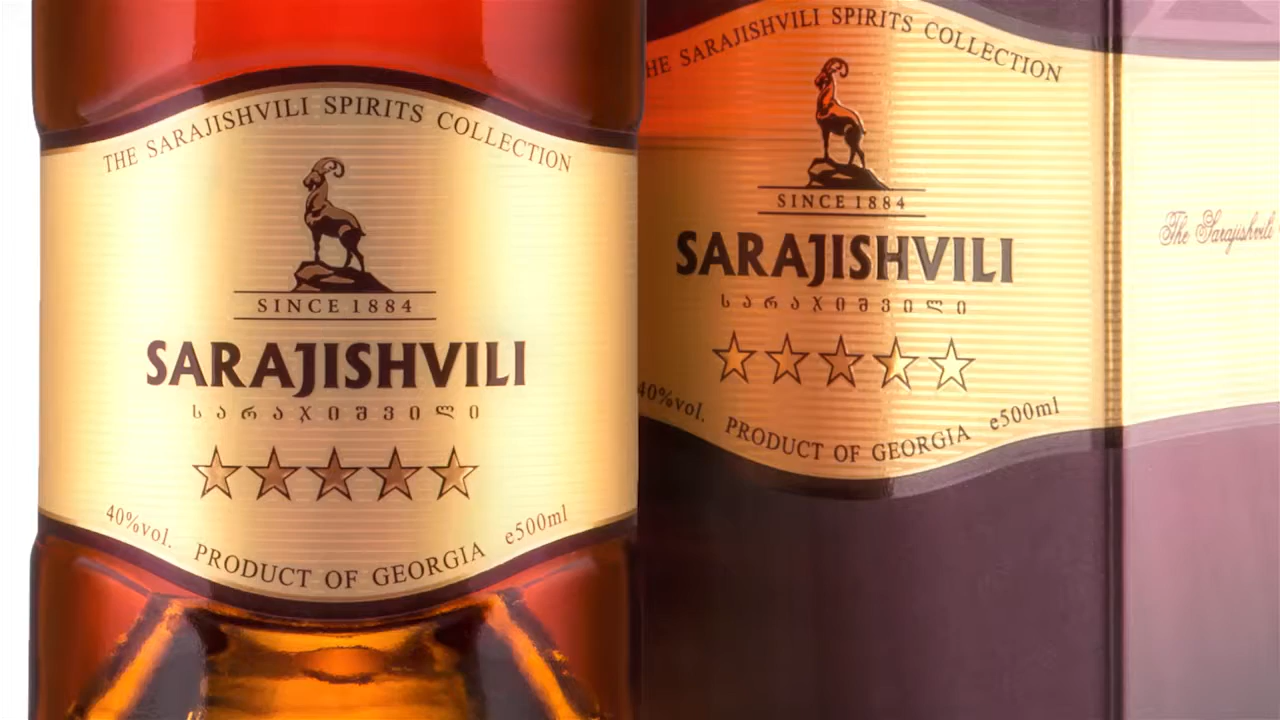 THE SARAJISHVILI SPIRITS COLLECTION
SINCE 1884
SARAJISHVILI
სარაჯიშვილი
40%vol.
PRODUCT OF GEORGIA
e500ml
HE SARAJISHVILI SPIRITS COLLECTION
SINCE 1884
SARAJISHVILI
სარაჯიშვილი
40%vol.
PRODUCT OF GEORGIA
e500ml
The Sarajishvili